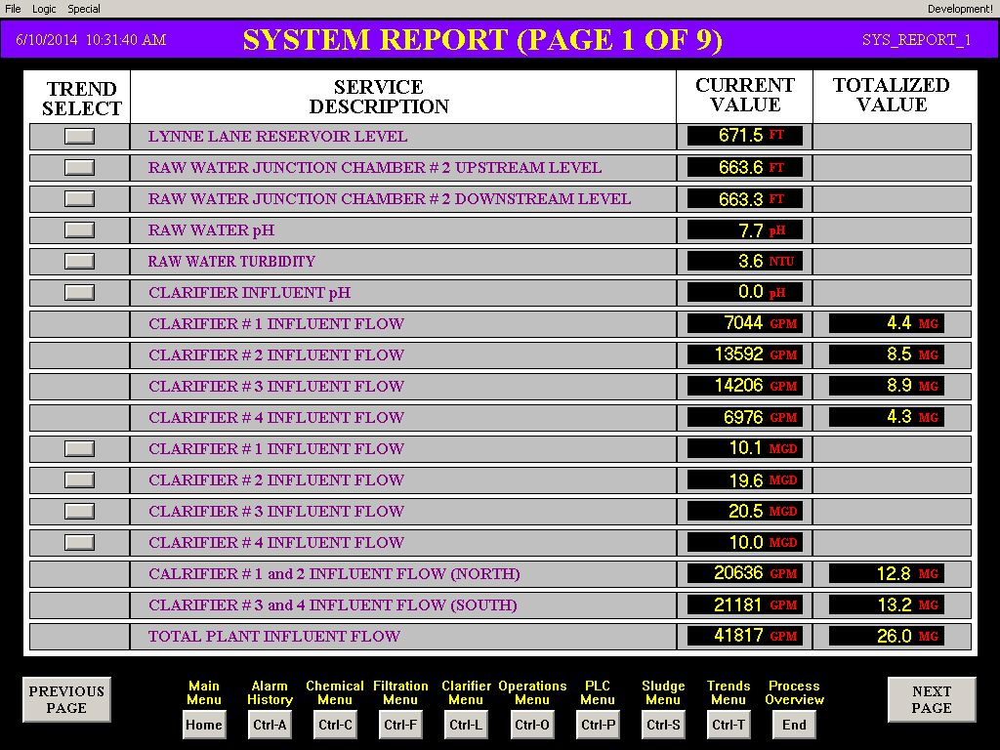 File Logic Special Development!
6/10/2014 10:31:40 AM SYSTEM REPORT (PAGE 1 OF 9) SYS_REPORT_1
TREND SERVICE CURRENT TOTALIZED
SELECT DESCRIPTION VALUE VALUE
LYNNE LANE RESERVOIR LEVEL 671.5 FT
RAW WATER JUNCTION CHAMBER # 2 UPSTREAM LEVEL 663.6 FT
RAW WATER JUNCTION CHAMBER # 2 DOWNSTREAM LEVEL 663.3 FT
RAW WATER pH 7.7 pH
RAW WATER TURBIDITY 3.6 NTU
CLARIFIER INFLUENT pH 0.0 pH
CLARIFIER # 1 INFLUENT FLOW 7044 GPM 4.4 MG
CLARIFIER # 2 INFLUENT FLOW 13592 GPM 8.5 MG
CLARIFIER # 3 INFLUENT FLOW 14206 GPM 8.9 MG
CLARIFIER # 4 INFLUENT FLOW 6976 GPM 4.3 MG
CLARIFIER # 1 INFLUENT FLOW 10.1 MGD
CLARIFIER # 2 INFLUENT FLOW 19.6 MGD
CLARIFIER # 3 INFLUENT FLOW 20.5 MGD
CLARIFIER # 4 INFLUENT FLOW 10.0 MGD
CALRIFIER # 1 and 2 INFLUENT FLOW (NORTH) 20636 GPM 12.8 MG
CLARIFIER # 3 and 4 INFLUENT FLOW (SOUTH) 21181 GPM 13.2 MG
TOTAL PLANT INFLUENT FLOW 41817 GPM 26.0 MG
PREVIOUS
PAGE
Main Alarm Chemical Filtration Clarifier Operations PLC Sludge Trends Process
Menu History Menu Menu Menu Menu Menu Menu Menu Overview
Home Ctrl-A Ctrl-C Ctrl-F Ctrl-L Ctrl-O Ctrl-P Ctrl-S Ctrl-T End
NEXT
PAGE